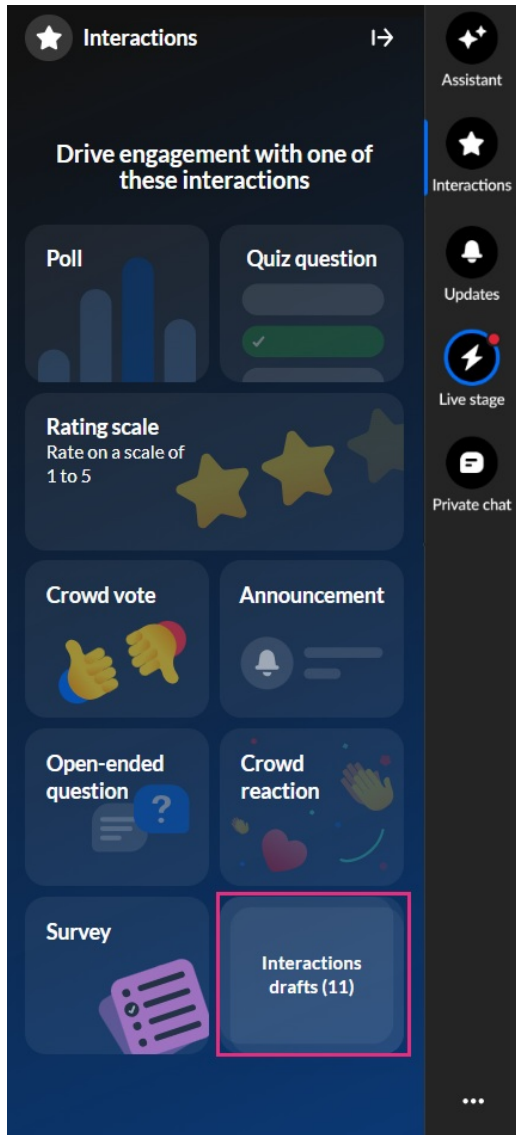 Interactions
Drive engagement with one of
these interactions
Poll
Quiz question
Rating scale
Rate on a scale of
1 to 5
Crowd vote
Announcement
Open-ended
question
?
Crowd
reaction
Survey
Interactions
drafts (11)
Assistant
Interactions
Updates
Live stage
Private chat